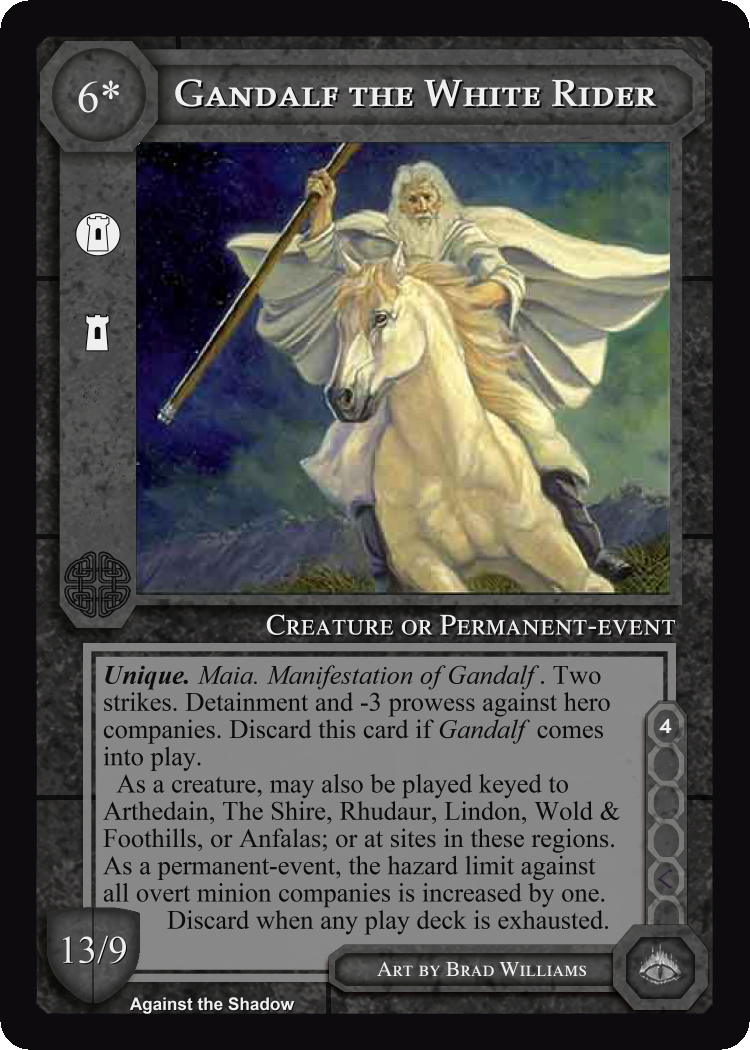 6*
Gandalf the White Rider
Creature or Permanent-event
Unique. Maia. Manifestation of Gandalf. Two
strikes. Detainment and -3 prowess against hero
companies. Discard this card if Gandalf comes
into play.
As a creature, may also be played keyed to
Arthedain, The Shire, Rhudaur, Lindon, Wold &
Foothills, or Anfalas; or at sites in these regions.
As a permanent-event, the hazard limit against
all overt minion companies is increased by one.
Discard when any play deck is exhausted.
4
13/9
Art by Brad Williams
Against the Shadow